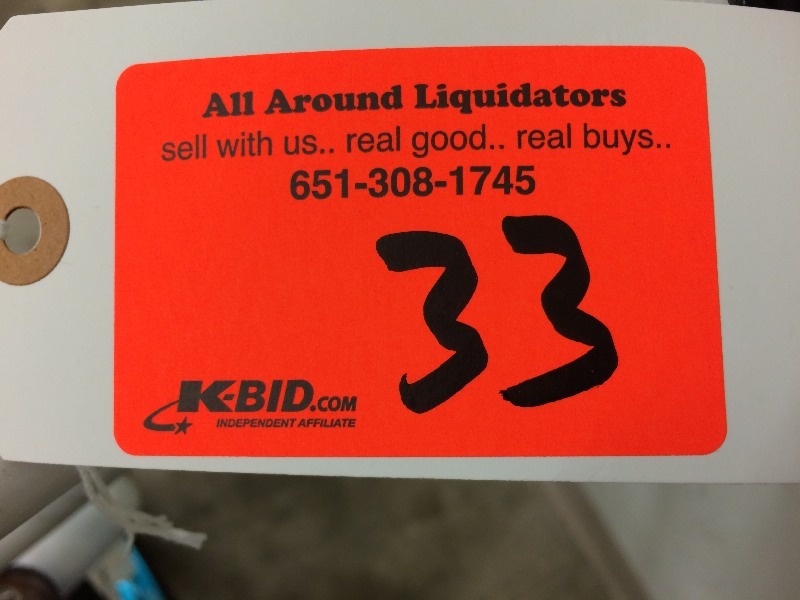 All Around Liquidators
sell with us.. real good.. real buys..
651-308-1745
33
K-BID.COM
INDEPENDENT AFFILIATE